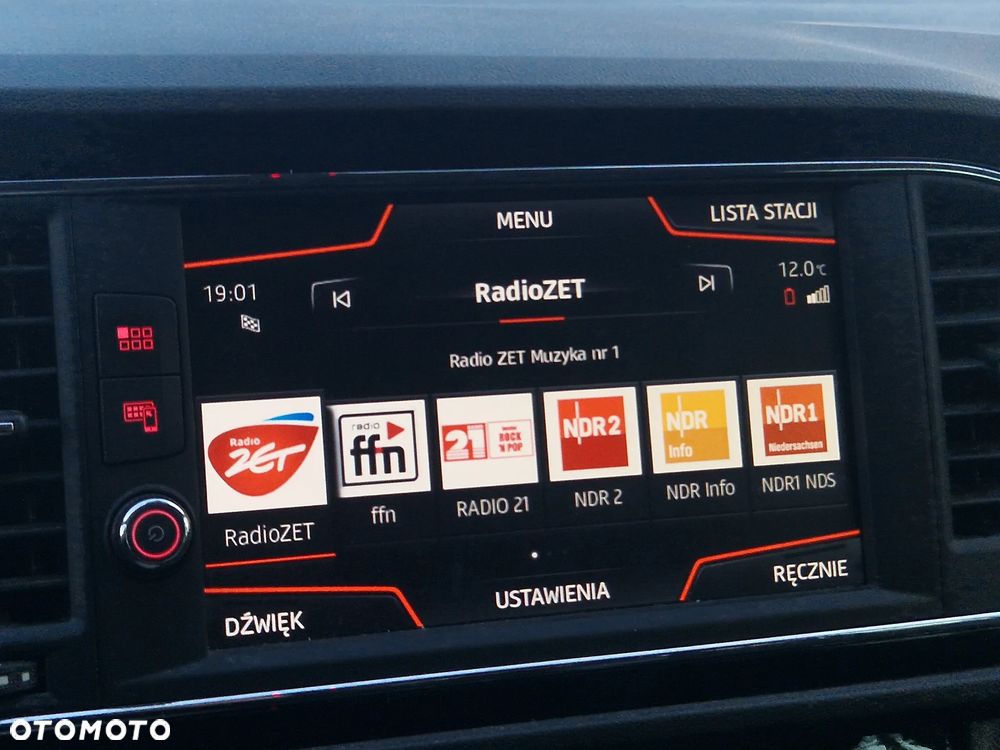 MENU
LISTA STACJI
19:01
RadioZET
12.0°C
Radio ZET Muzyka nr 1
Radio
ZET
radio
ffn
21
ROCK
'N POP
NDR 2
NDR
Info
NDR 1
Niedersachsen
RadioZET
ffn
RADIO 21
NDR 2
NDR Info
NDR1 NDS
DŹWIĘK
USTAWIENIA
RĘCZNIE
OTOMOTO